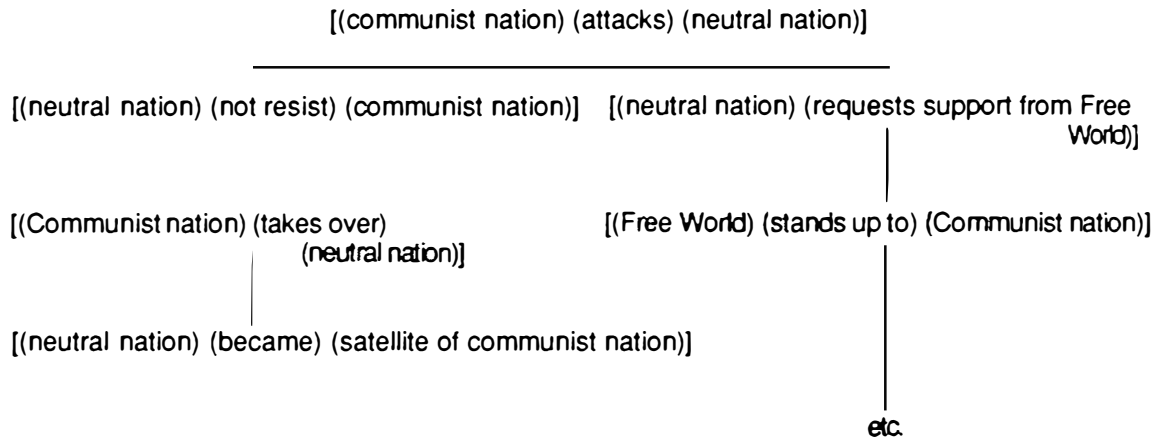 [(communist nation) (attacks) (neutral nation)]
[(neutral nation) (not resist) (communist nation)]
[(neutral nation) (requests support from Free
World)]
[(Communist nation) (takes over)
(neutral nation)]
[(Free World) (stands up to) (Communist nation)]
[(neutral nation) (became) (satellite of communist nation)]
etc.